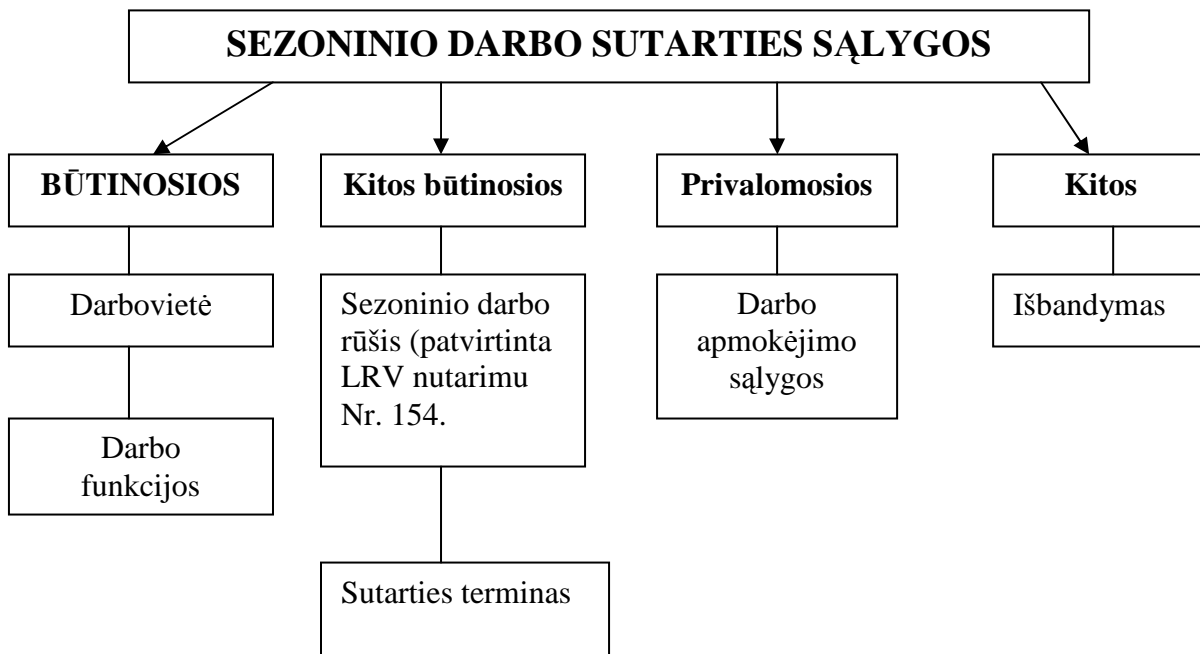 SEZONINIO DARBO SUTARTIES SĄLYGOS
BŪTINOSIOS
Kitos būtinosios
Privalomosios
Kitos
Darbovietė
Sezoninio darbo
rūšis (patvirtinta
LRV nutarimu
Nr. 154.
Darbo
apmokėjimo
sąlygos
Išbandymas
Darbo
funkcijos
Sutarties terminas